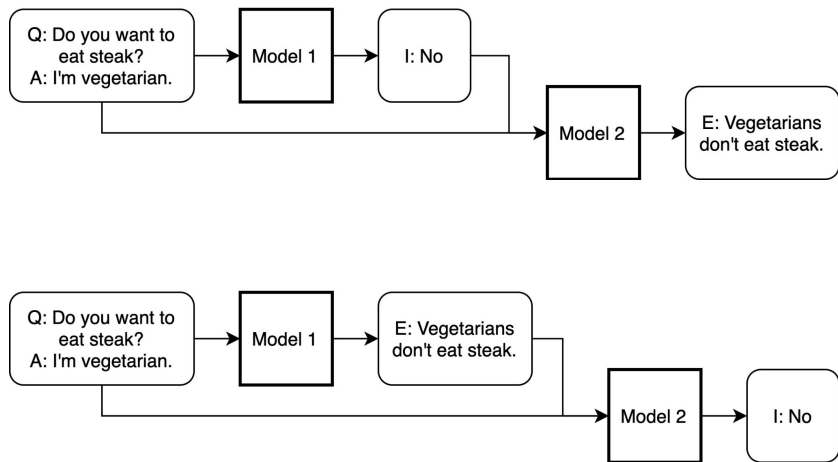 Q: Do you want to
eat steak?
A: I'm vegetarian.
Model 1
I: No
Model 2
E: Vegetarians
don't eat steak.
Q: Do you want to
eat steak?
A: I'm vegetarian.
Model 1
E: Vegetarians
don't eat steak.
Model 2
I: No